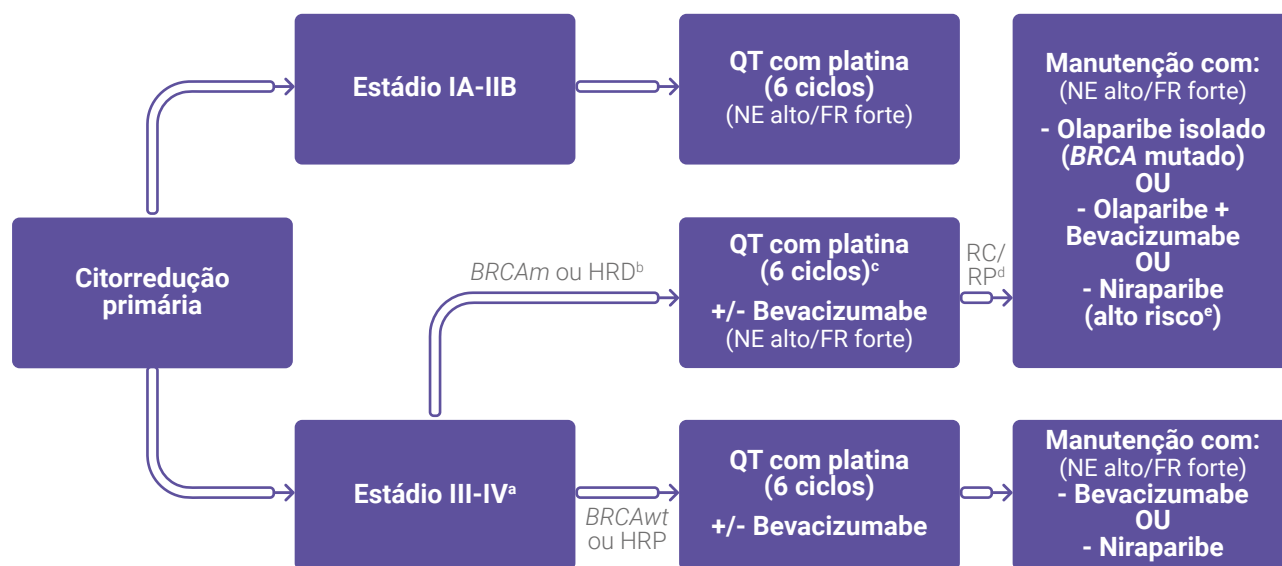 Citorredução
primária
Estádio IA-IIB
QT com platina
(6 ciclos)
(NE alto/FR forte)
BRCAm ou HRDᵇ
QT com platina
(6 ciclos)ᶜ
+/- Bevacizumabe
(NE alto/FR forte)
RC/
RPᵈ
Manutenção com:
(NE alto/FR forte)
- Olaparibe isolado
(BRCA mutado)
OU
- Olaparibe +
Bevacizumabe
OU
- Niraparibe
(alto riscoᵉ)
Estádio III-IVᵃ
BRCAwt
ou HRP
QT com platina
(6 ciclos)
+/- Bevacizumabe
Manutenção com:
(NE alto/FR forte)
- Bevacizumabe
OU
- Niraparibe